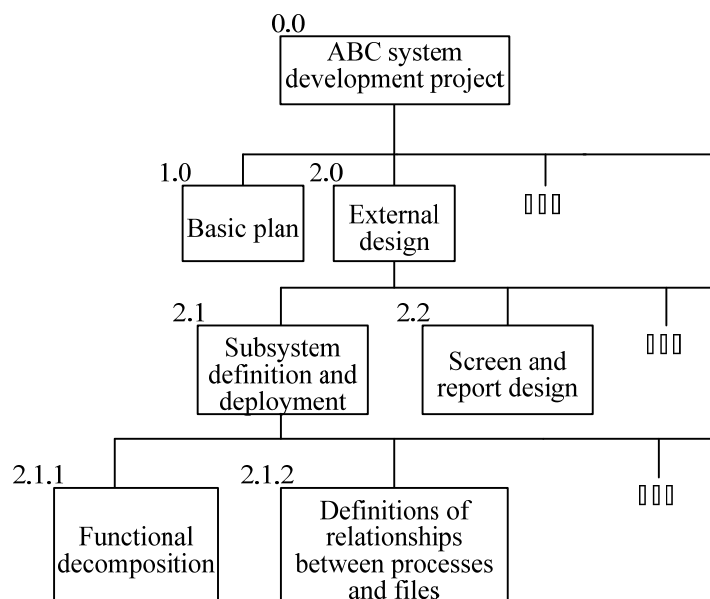 0.0
ABC system
development project
1.0
2.0
Basic plan
External
design
2.1
2.2
Subsystem
definition and
deployment
Screen and
report design
2.1.1
2.1.2
Functional
decomposition
Definitions of
relationships
between processes
and files